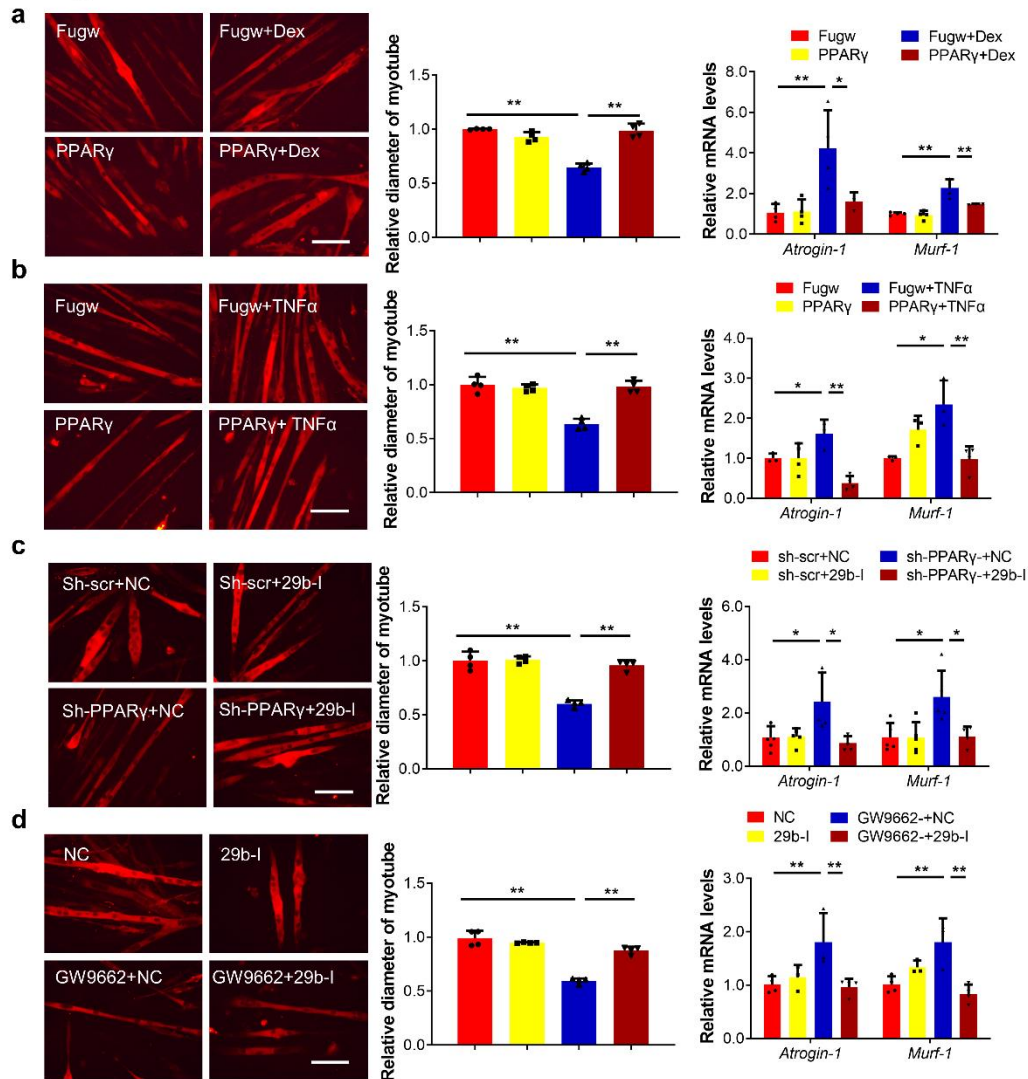 a
Fugw
Fugw+Dex
PPARγ
PPARγ+Dex
Relative diameter of myotube
1.5
1.0
0.5
0.0
**
**
Fugw
Fugw+Dex
PPARγ
PPARγ+Dex
Relative mRNA levels
8.0
6.0
4.0
2.0
0.0
**
*
**
**
Atrogin-1
Murf-1
b
Fugw
Fugw+TNFα
PPARγ
PPARγ+ TNFα
Relative diameter of myotube
1.5
1.0
0.5
0.0
**
**
Fugw
Fugw+TNFα
PPARγ
PPARγ+TNFα
Relative mRNA levels
4.0
3.0
2.0
1.0
0.0
*
**
*
**
Atrogin-1
Murf-1
c
Sh-scr+NC
Sh-scr+29b-I
Sh-PPARγ+NC
Sh-PPARγ+29b-I
Relative diameter of myotube
1.5
1.0
0.5
0.0
**
**
sh-scr+NC
sh-PPARγ-+NC
sh-scr+29b-I
sh-PPARγ-+29b-I
Relative mRNA levels
6.0
4.0
2.0
0.0
*
*
*
*
Atrogin-1
Murf-1
d
NC
29b-I
GW9662+NC
GW9662+29b-I
Relative diameter of myotube
1.5
1.0
0.5
0.0
**
**
NC
GW9662-+NC
29b-I
GW9662-+29b-I
Relative mRNA levels
3.0
2.0
1.0
0.0
**
**
**
**
Atrogin-1
Murf-1